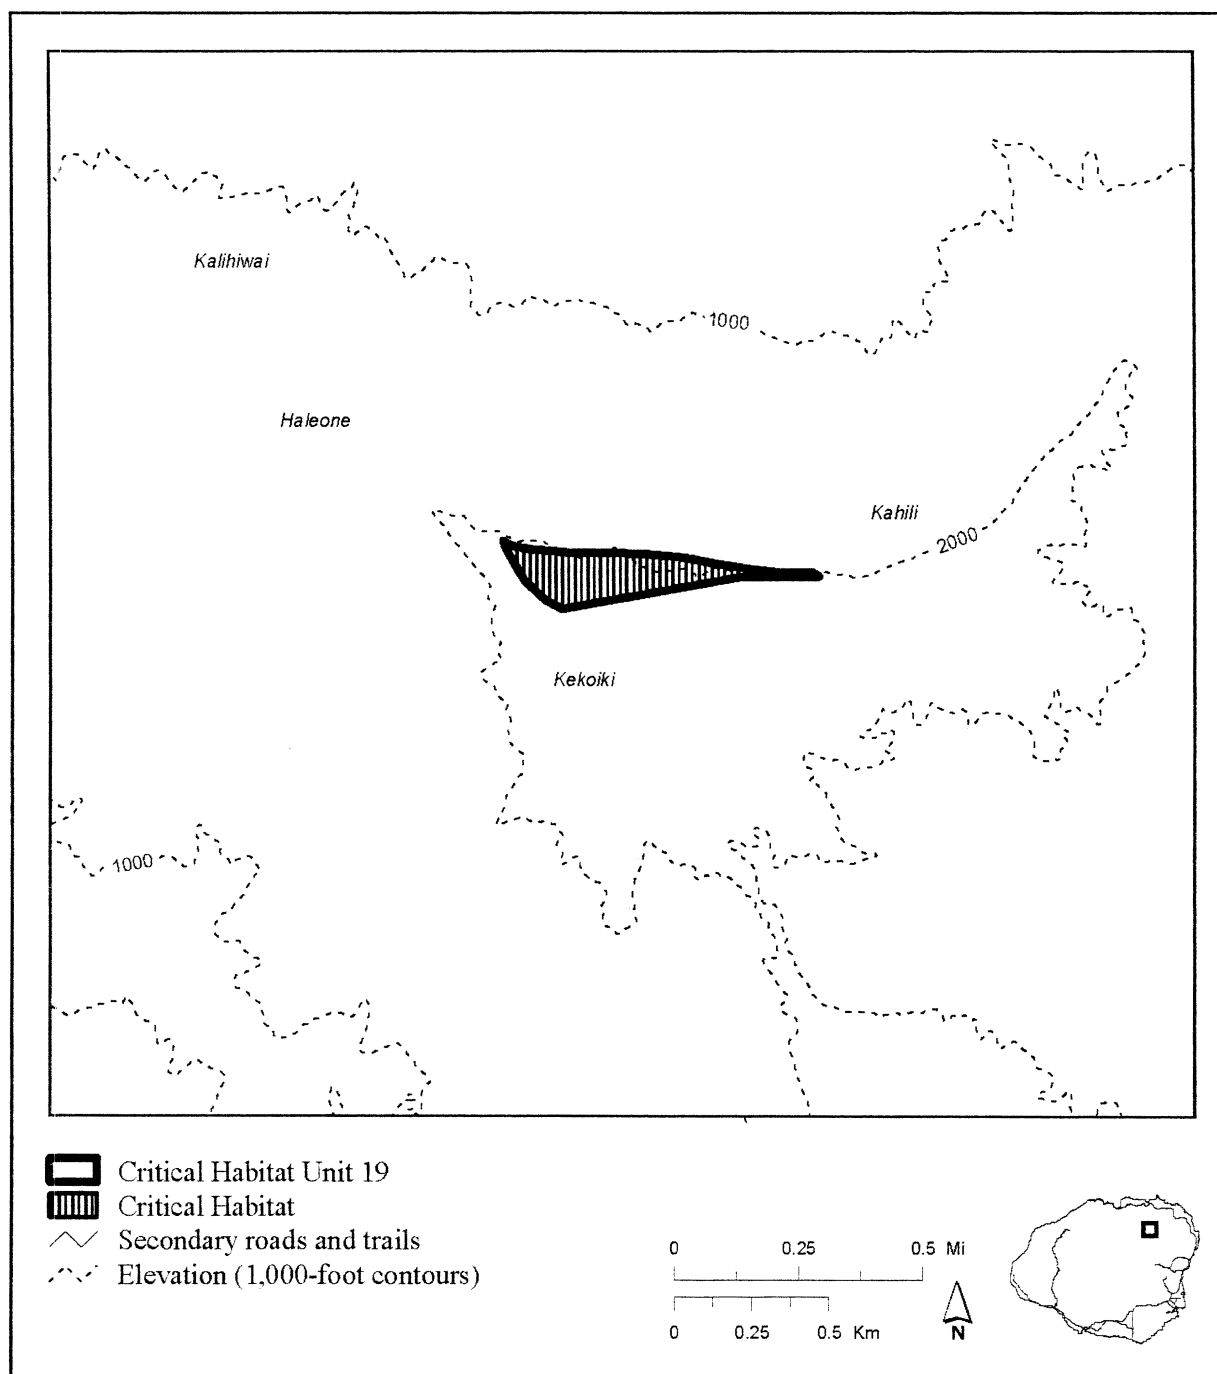 Kalihiwai
1000
Haleone
Kahili
2000
Kekoiki
1000
Critical Habitat Unit 19
Critical Habitat
Secondary roads and trails
Elevation (1,000-foot contours)
0 0.25 0.5 Mi
0 0.25 0.5 Km
N